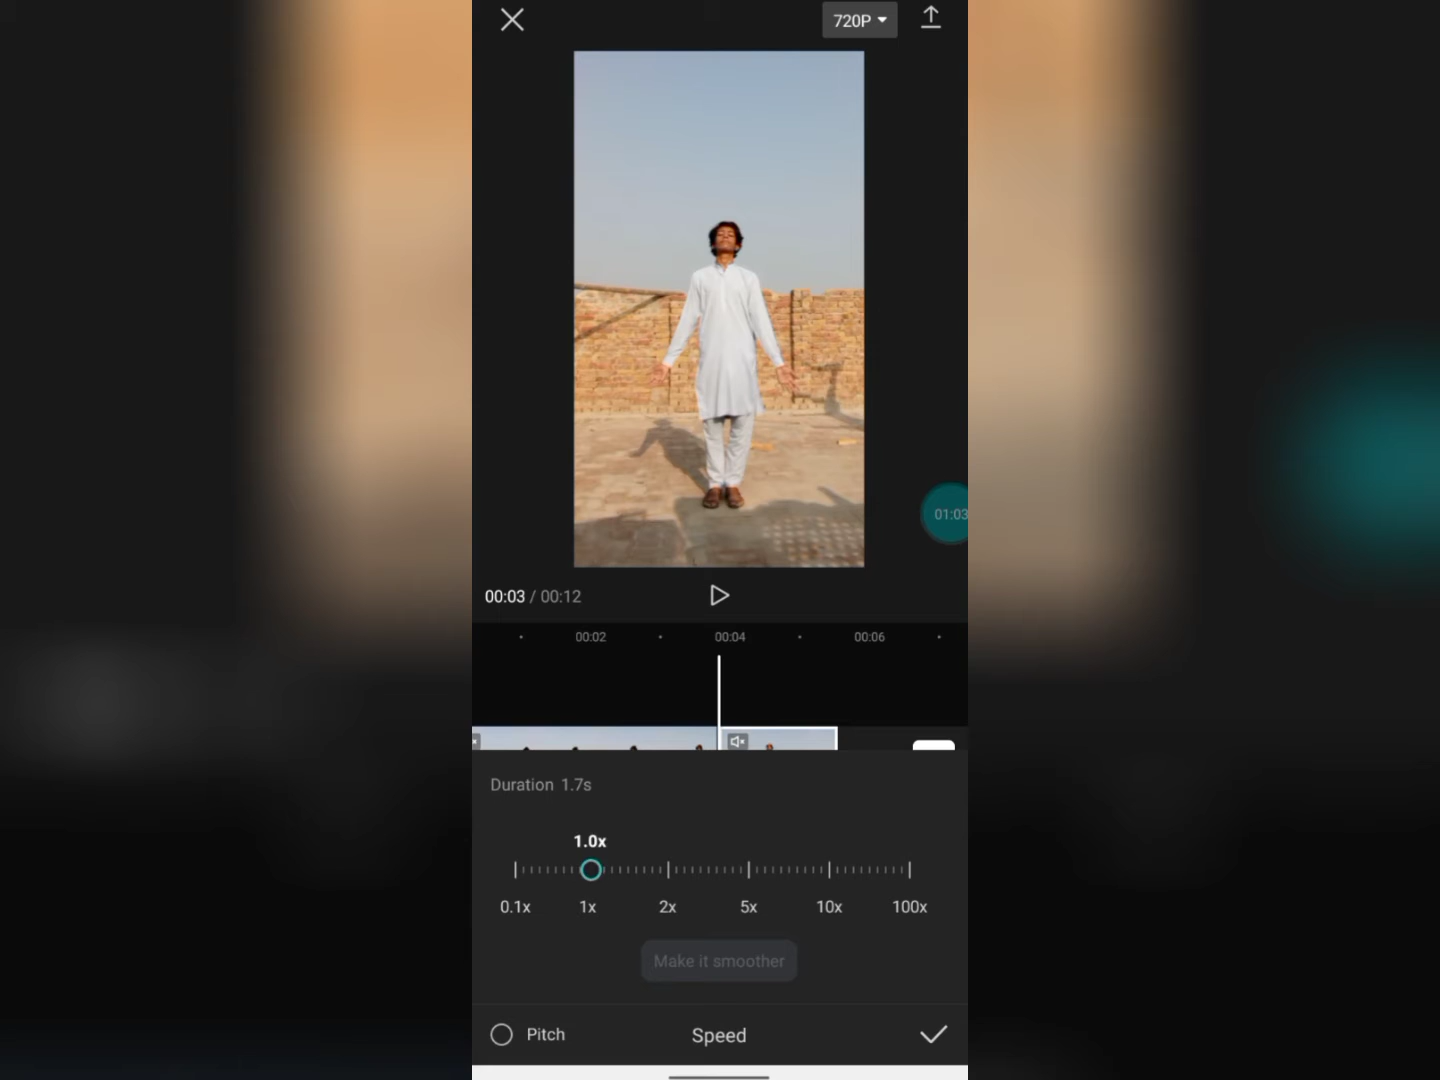 720P
01:03
00:03 / 00:12
00:02 00:04 00:06
Duration 1.7s
1.0x
0.1x 1x 2x 5x 10x 100x
Make it smoother
Pitch Speed